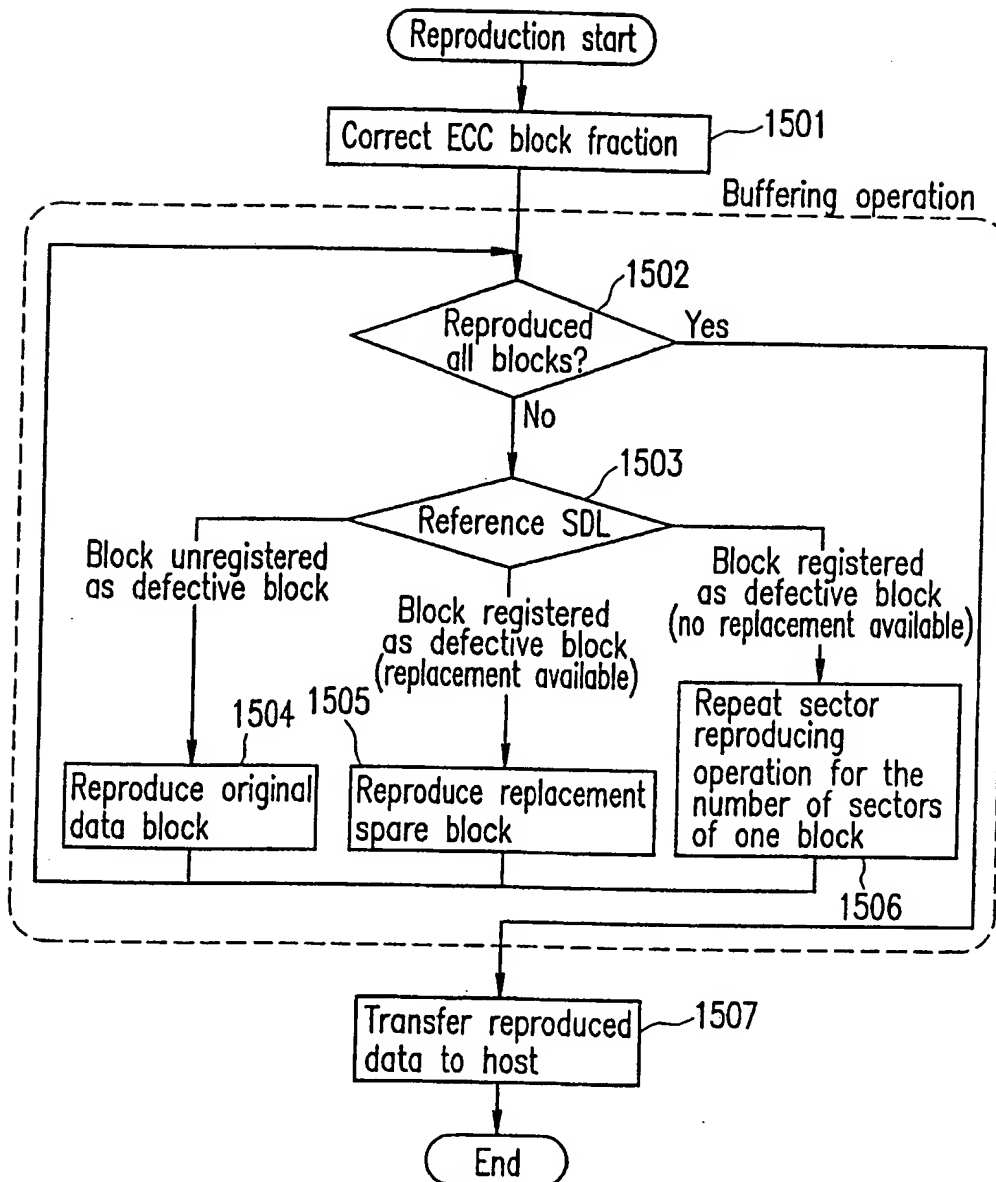 Reproduction start
Correct ECC block fraction
1501
Buffering operation
1502
Reproduced
all blocks?
Yes
No
1503
Reference SDL
Block unregistered
as defective block
Block registered
as defective block
(replacement available)
Block registered
as defective block
(no replacement available)
1504
Reproduce original
data block
1505
Reproduce replacement
spare block
Repeat sector
reproducing
operation for the
number of sectors
of one block
1506
Transfer reproduced
data to host
1507
End